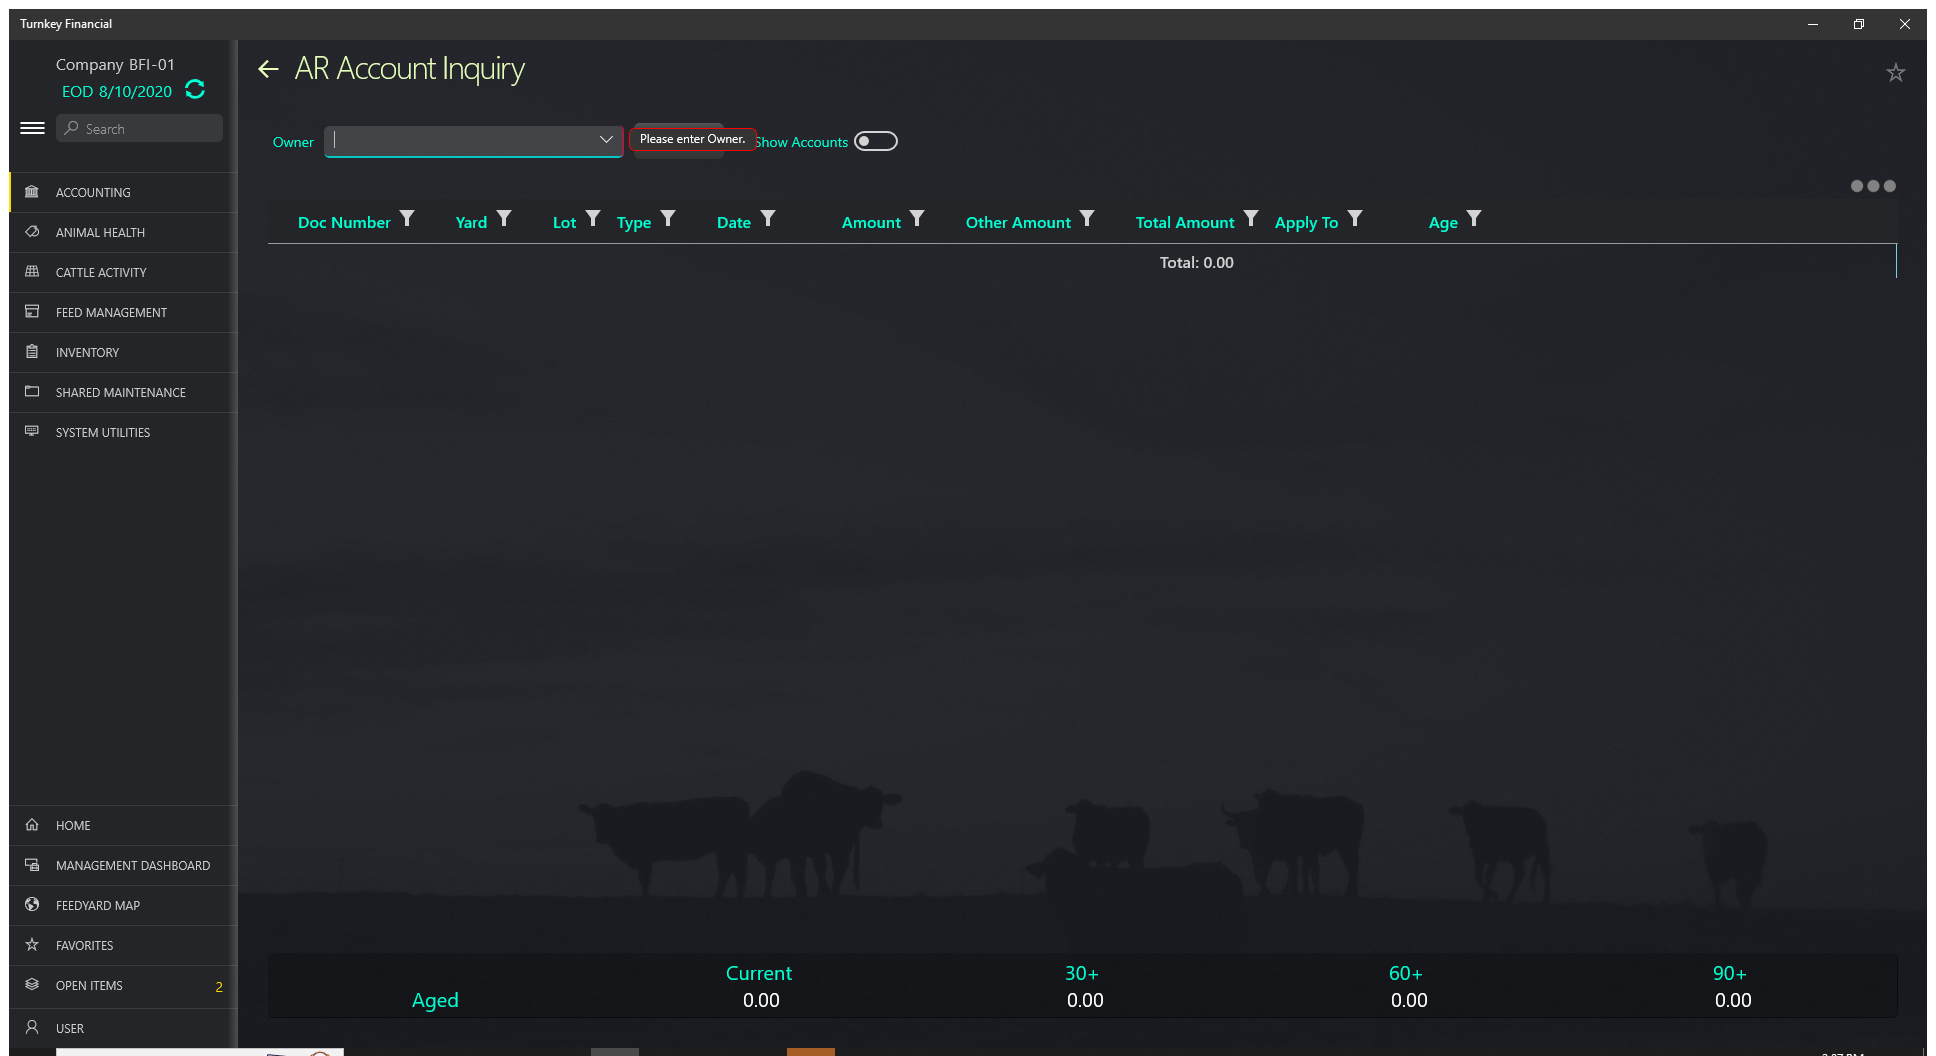 Turnkey Financial
Company BFI-01
EOD 8/10/2020
Search
ACCOUNTING
ANIMAL HEALTH
CATTLE ACTIVITY
FEED MANAGEMENT
INVENTORY
SHARED MAINTENANCE
SYSTEM UTILITIES
HOME
MANAGEMENT DASHBOARD
FEEDYARD MAP
FAVORITES
OPEN ITEMS 2
USER
AR Account Inquiry
Owner Please enter Owner. Show Accounts
Doc Number Yard Lot Type Date Amount Other Amount Total Amount Apply To Age
Total: 0.00
Current 30+ 60+ 90+
Aged 0.00 0.00 0.00 0.00